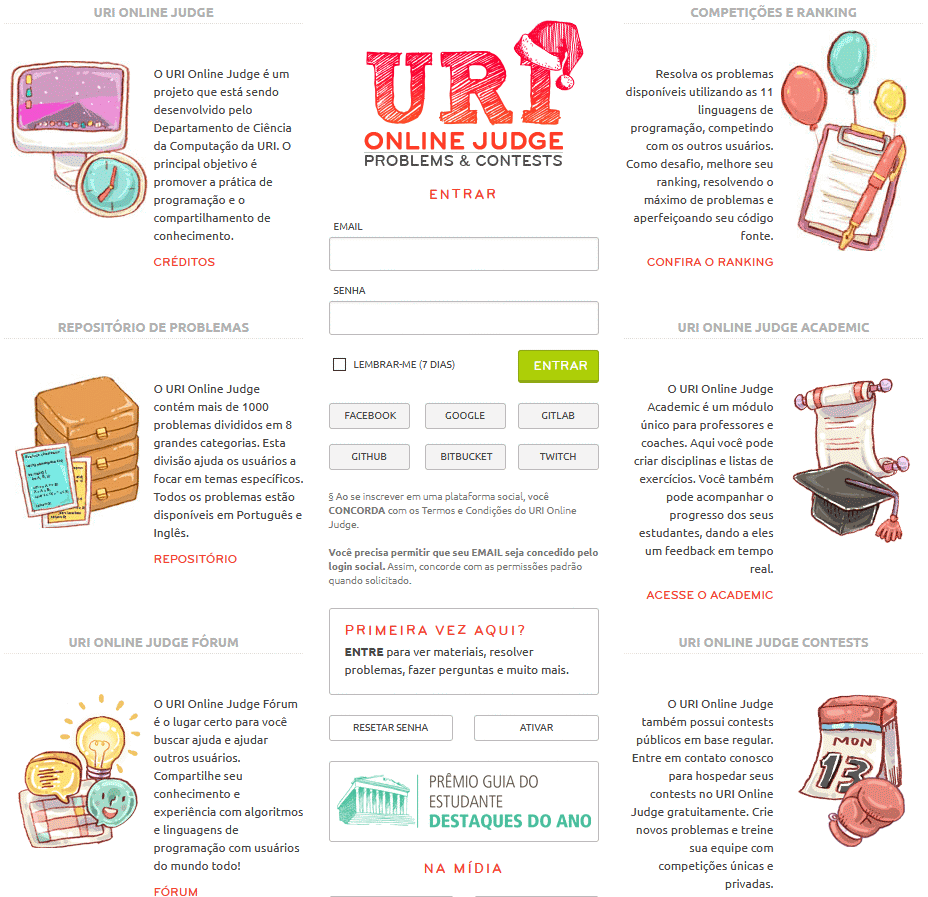 URI ONLINE JUDGE
O URI Online Judge é um
projeto que está sendo
desenvolvido pelo
Departamento de Ciência
da Computação da URI. O
principal objetivo é
promover a prática de
programação e o
compartilhamento de
conhecimento.
CRÉDITOS
REPOSITÓRIO DE PROBLEMAS
O URI Online Judge
contém mais de 1000
problemas divididos em 8
grandes categorias. Esta
divisão ajuda os usuários a
focar em temas específicos.
Todos os problemas estão
disponíveis em Português e
Inglês.
REPOSITÓRIO
URI ONLINE JUDGE FÓRUM
O URI Online Judge Fórum
é o lugar certo para você
buscar ajuda e ajudar
outros usuários.
Compartilhe seu
conhecimento e
experiência com algoritmos
e linguagens de
programação com usuários
do mundo todo!
FÓRUM
URI
ONLINE JUDGE
PROBLEMS & CONTESTS
ENTRAR
EMAIL
SENHA
LEMBRAR-ME (7 DIAS)
ENTRAR
FACEBOOK GOOGLE GITLAB
GITHUB BITBUCKET TWITCH
§ Ao se inscrever em uma plataforma social, você
CONCORDA com os Termos e Condições do URI Online
Judge.
Você precisa permitir que seu EMAIL seja concedido pelo
login social. Assim, concorde com as permissões padrão
quando solicitado.
PRIMEIRA VEZ AQUI?
ENTRE para ver materiais, resolver
problemas, fazer perguntas e muito mais.
RESETAR SENHA ATIVAR
PRÊMIO GUIA DO
ESTUDANTE
DESTAQUES DO ANO
NA MÍDIA
COMPETIÇÕES E RANKING
Resolva os problemas
disponíveis utilizando as 11
linguagens de
programação, competindo
com os outros usuários.
Como desafio, melhore seu
ranking, resolvendo o
máximo de problemas e
aperfeiçoando seu código
fonte.
CONFIRA O RANKING
URI ONLINE JUDGE ACADEMIC
O URI Online Judge
Academic é um módulo
único para professores e
coaches. Aqui você pode
criar disciplinas e listas de
exercícios. Você também
pode acompanhar o
progresso dos seus
estudantes, dando a eles
um feedback em tempo
real.
ACESSE O ACADEMIC
URI ONLINE JUDGE CONTESTS
O URI Online Judge
também possui contests
públicos em base regular.
Entre em contato conosco
para hospedar seus
contests no URI Online
Judge gratuitamente. Crie
novos problemas e treine
sua equipe com
competições únicas e
privadas.
MON
13